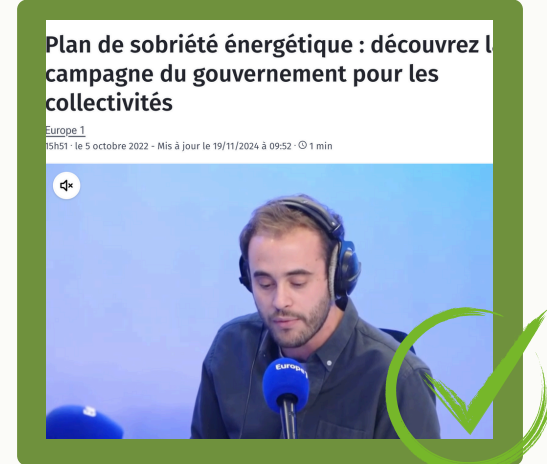 Plan de sobriété énergétique : découvrez l
campagne du gouvernement pour les
collectivités
Europe 1
15h51 · le 5 octobre 2022 - Mis à jour le 19/11/2024 à 09:52 · 1 min
Europe